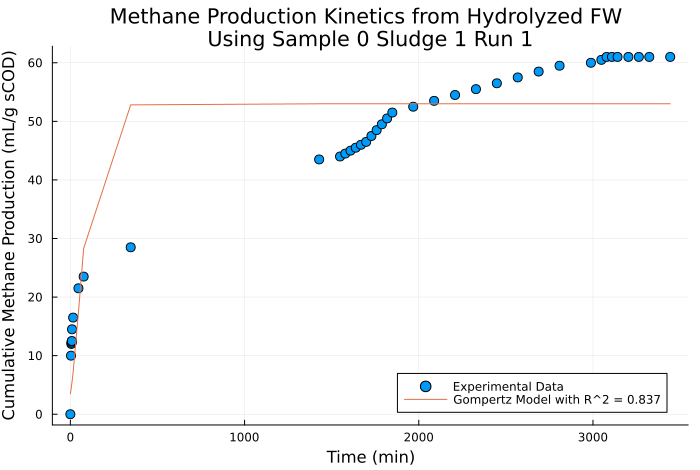 Methane Production Kinetics from Hydrolyzed FW
Using Sample 0 Sludge 1 Run 1
Cumulative Methane Production (mL/g sCOD)
60
50
40
30
20
10
0
Experimental Data
Gompertz Model with R^2 = 0.837
0
1000
2000
3000
Time (min)